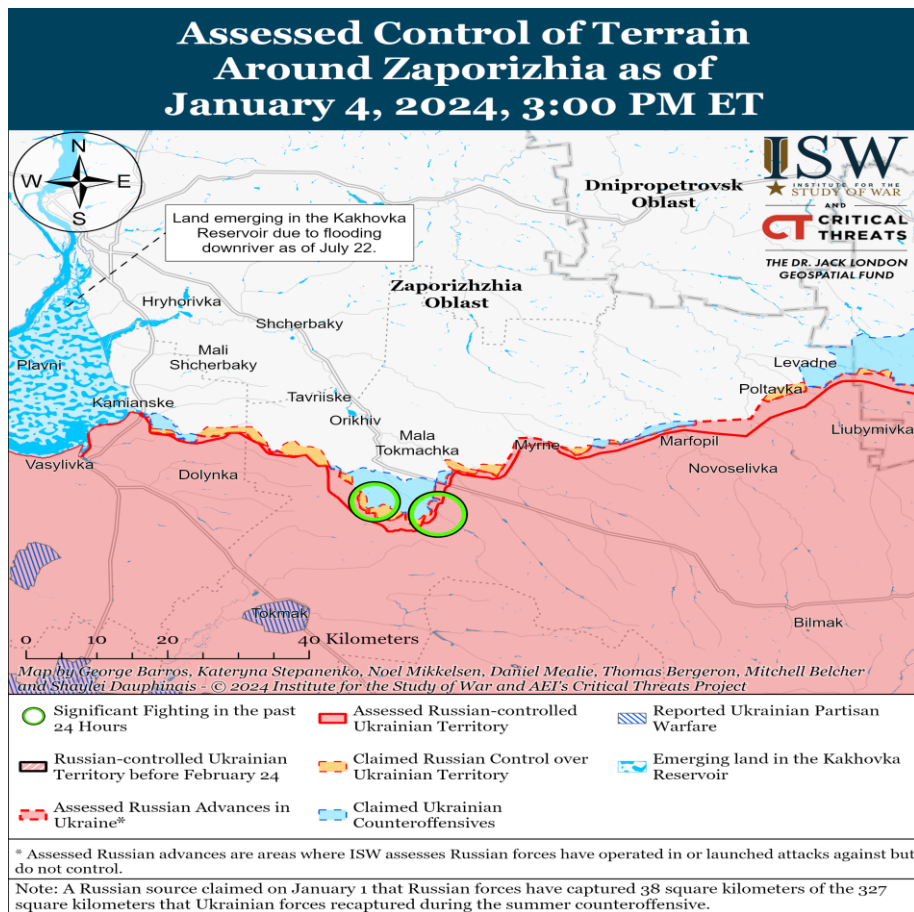 Assessed Control of Terrain
Around Zaporizhia as of
January 4, 2024, 3:00 PM ET
N
W
E
S
ISW
INSTITUTE FOR THE
STUDY OF WAR
AND
CT CRITICAL
THREATS
THE DR. JACK LONDON
GEOSPATIAL FUND
Land emerging in the Kakhovka
Reservoir due to flooding
downriver as of July 22.
Dnipropetrovsk
Oblast
Zaporizhzhia
Oblast
Hryhorivka
Shcherbaky
Mali
Shcherbaky
Plavni
Levadne
Tavriiske
Poltavka
Kamianske
Orikhiv
Liubymivka
Mala
Tokmachka
Myrne
Marfopil
Vasylivka
Dolynka
Novoselivka
Tokmak
Bilmak
0 10 20 40 Kilometers
Map by George Barros, Kateryna Stepanenko, Noel Mikkelsen, Daniel Mealie, Thomas Bergeron, Mitchell Belcher
and Shaylei Dauphinais - © 2024 Institute for the Study of War and AEI's Critical Threats Project
Significant Fighting in the past
24 Hours
Assessed Russian-controlled
Ukrainian Territory
Reported Ukrainian Partisan
Warfare
Russian-controlled Ukrainian
Territory before February 24
Claimed Russian Control over
Ukrainian Territory
Emerging land in the Kakhovka
Reservoir
Assessed Russian Advances in
Ukraine*
Claimed Ukrainian
Counteroffensives
* Assessed Russian advances are areas where ISW assesses Russian forces have operated in or launched attacks against but
do not control.
Note: A Russian source claimed on January 1 that Russian forces have captured 38 square kilometers of the 327
square kilometers that Ukrainian forces recaptured during the summer counteroffensive.